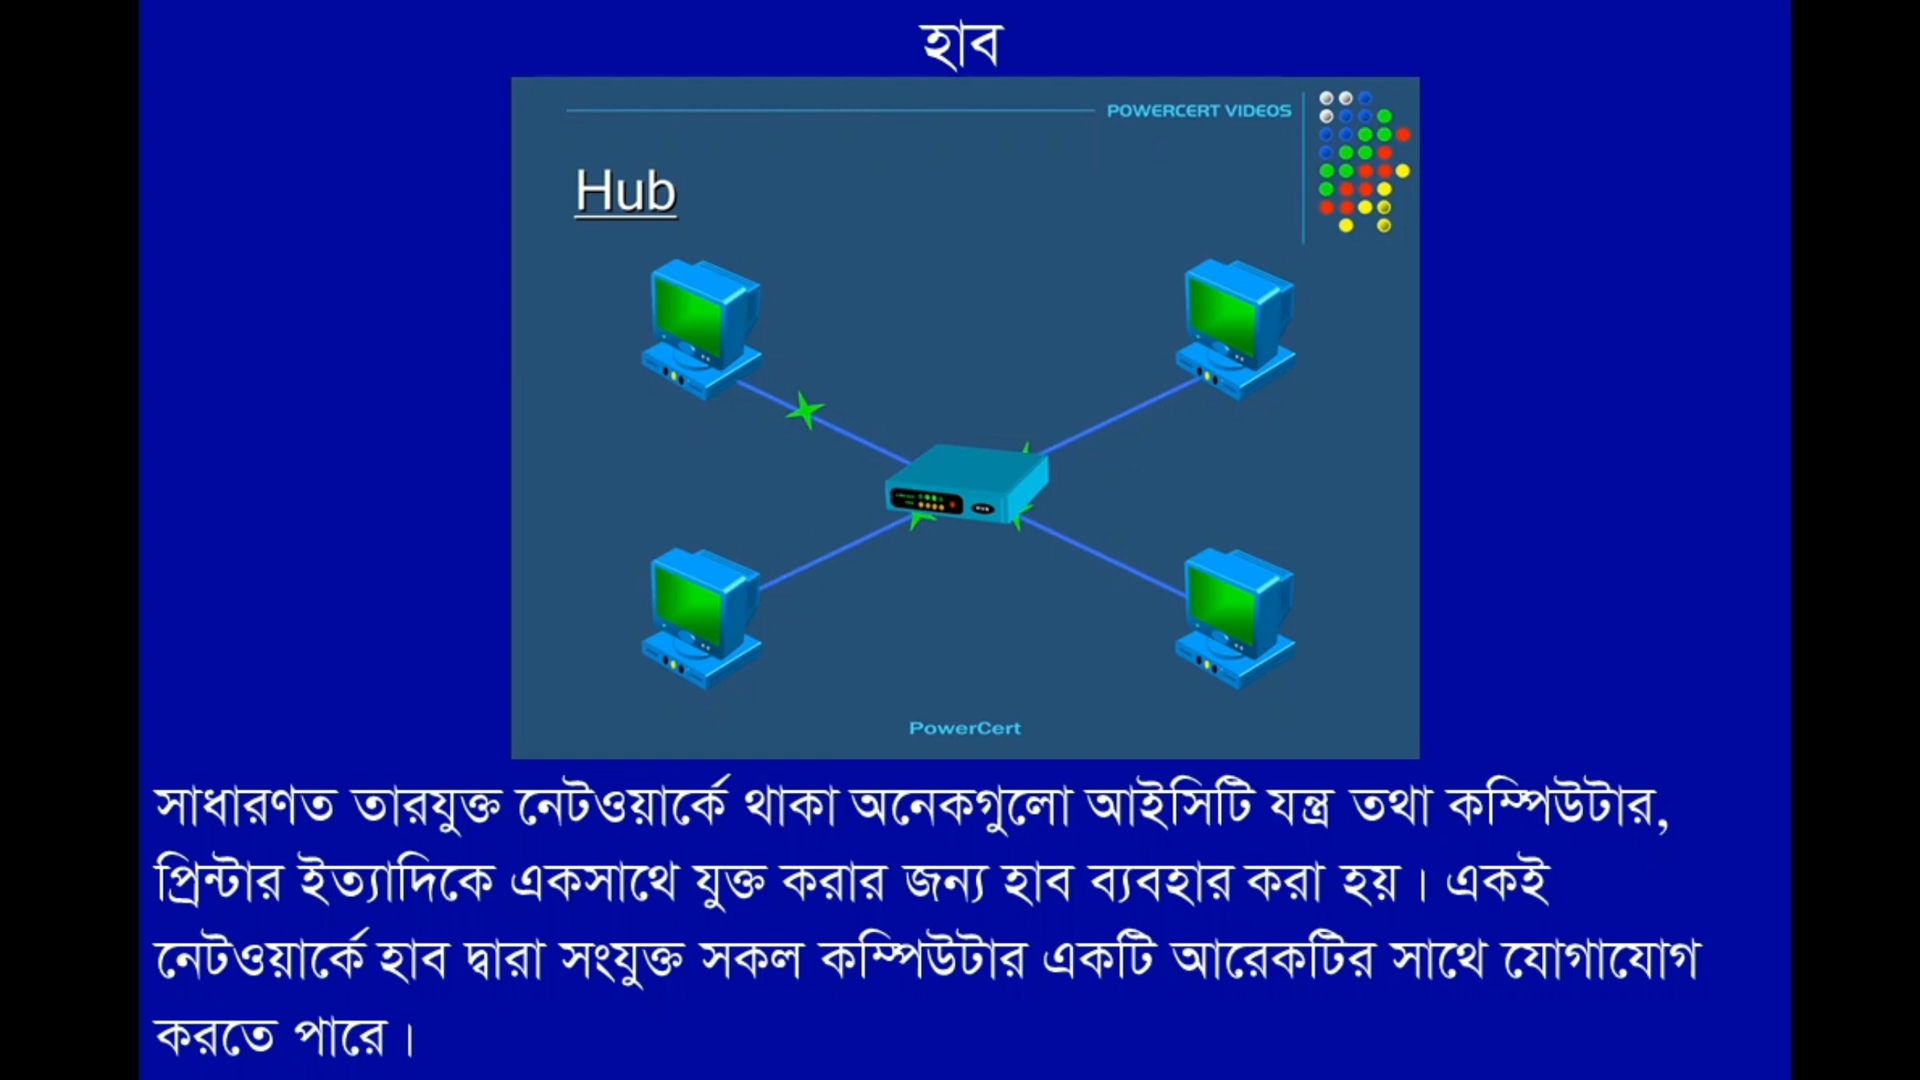 হাব
POWERCERT VIDEOS
Hub
PowerCert
সাধারণত তারযুক্ত নেটওয়ার্কে থাকা অনেকগুলো আইসিটি যন্ত্র তথা কম্পিউটার,
প্রিন্টার ইত্যাদিকে একসাথে যুক্ত করার জন্য হাব ব্যবহার করা হয়। একই
নেটওয়ার্কে হাব দ্বারা সংযুক্ত সকল কম্পিউটার একটি আরেকটির সাথে যোগাযোগ
করতে পারে।